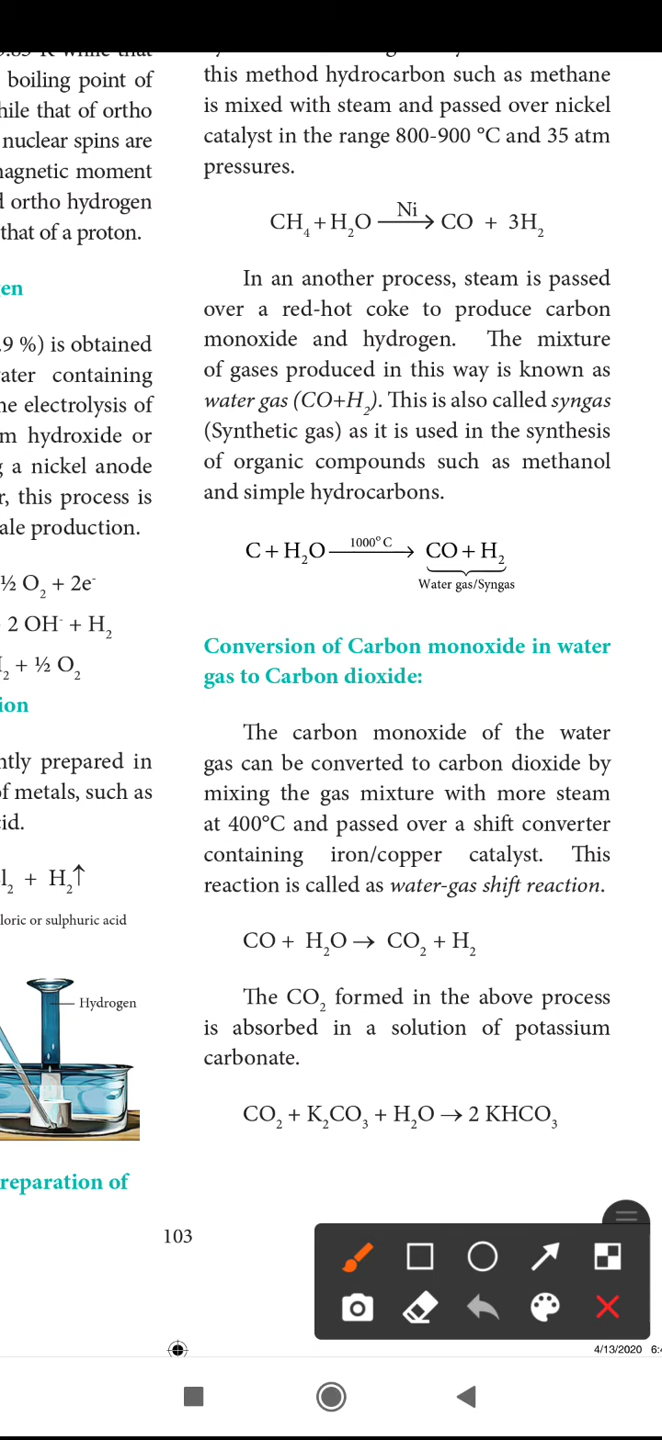 boiling point of
hile that of ortho
nuclear spins are
agnetic moment
d ortho hydrogen
that of a proton.
en
.9 %) is obtained
ater containing
he electrolysis of
m hydroxide or
g a nickel anode
r, this process is
ale production.
½ O₂ + 2e⁻
2 OH⁻ + H₂
₂ + ½ O₂
ion
ntly prepared in
of metals, such as
cid.
l₂ + H₂↑
loric or sulphuric acid
Hydrogen
reparation of
this method hydrocarbon such as methane
is mixed with steam and passed over nickel
catalyst in the range 800-900 °C and 35 atm
pressures.
Ni
CH₄ + H₂O ⟶ CO + 3H₂
In an another process, steam is passed
over a red-hot coke to produce carbon
monoxide and hydrogen. The mixture
of gases produced in this way is known as
water gas (CO+H₂). This is also called syngas
(Synthetic gas) as it is used in the synthesis
of organic compounds such as methanol
and simple hydrocarbons.
1000° C
C + H₂O ⟶ CO + H₂
Water gas/Syngas
Conversion of Carbon monoxide in water
gas to Carbon dioxide:
The carbon monoxide of the water
gas can be converted to carbon dioxide by
mixing the gas mixture with more steam
at 400°C and passed over a shift converter
containing iron/copper catalyst. This
reaction is called as water-gas shift reaction.
CO + H₂O → CO₂ + H₂
The CO₂ formed in the above process
is absorbed in a solution of potassium
carbonate.
CO₂ + K₂CO₃ + H₂O → 2 KHCO₃
103
4/13/2020 6: